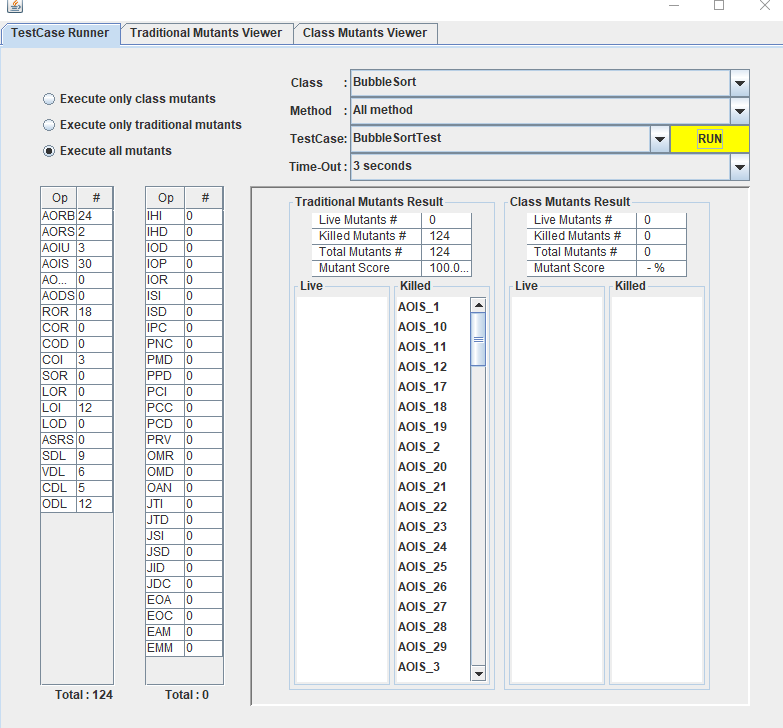 TestCase Runner Traditional Mutants Viewer Class Mutants Viewer
Class : BubbleSort
Method : All method
TestCase: BubbleSortTest RUN
Time-Out : 3 seconds
Execute only class mutants
Execute only traditional mutants
Execute all mutants
Op #
AORB 24
AORS 2
AOIU 3
AOIS 30
AO... 0
AODS 0
ROR 18
COR 0
COD 0
COI 3
SOR 0
LOR 0
LOI 12
LOD 0
ASRS 0
SDL 9
VDL 6
CDL 5
ODL 12
Total : 124
Op #
IHI 0
IHD 0
IOD 0
IOP 0
IOR 0
ISI 0
ISD 0
IPC 0
PNC 0
PMD 0
PPD 0
PCI 0
PCC 0
PCD 0
PRV 0
OMR 0
OMD 0
OAN 0
JTI 0
JTD 0
JSI 0
JSD 0
JID 0
JDC 0
EOA 0
EOC 0
EAM 0
EMM 0
Total : 0
Traditional Mutants Result
Live Mutants # 0
Killed Mutants # 124
Total Mutants # 124
Mutant Score 100.0...
Live Killed
AOIS_1
AOIS_10
AOIS_11
AOIS_12
AOIS_17
AOIS_18
AOIS_19
AOIS_2
AOIS_20
AOIS_21
AOIS_22
AOIS_23
AOIS_24
AOIS_25
AOIS_26
AOIS_27
AOIS_28
AOIS_29
AOIS_3
Class Mutants Result
Live Mutants # 0
Killed Mutants # 0
Total Mutants # 0
Mutant Score - %
Live Killed